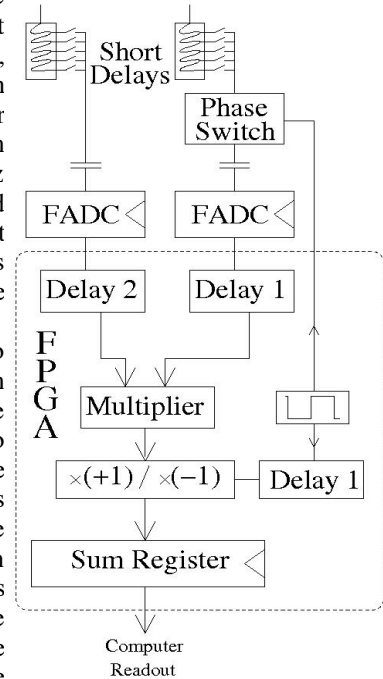 Short
Delays
Phase
Switch
FADC
FADC
Delay 2
Delay 1
FPGA
Multiplier
×(+1) / ×(−1)
Delay 1
Sum Register
Computer
Readout